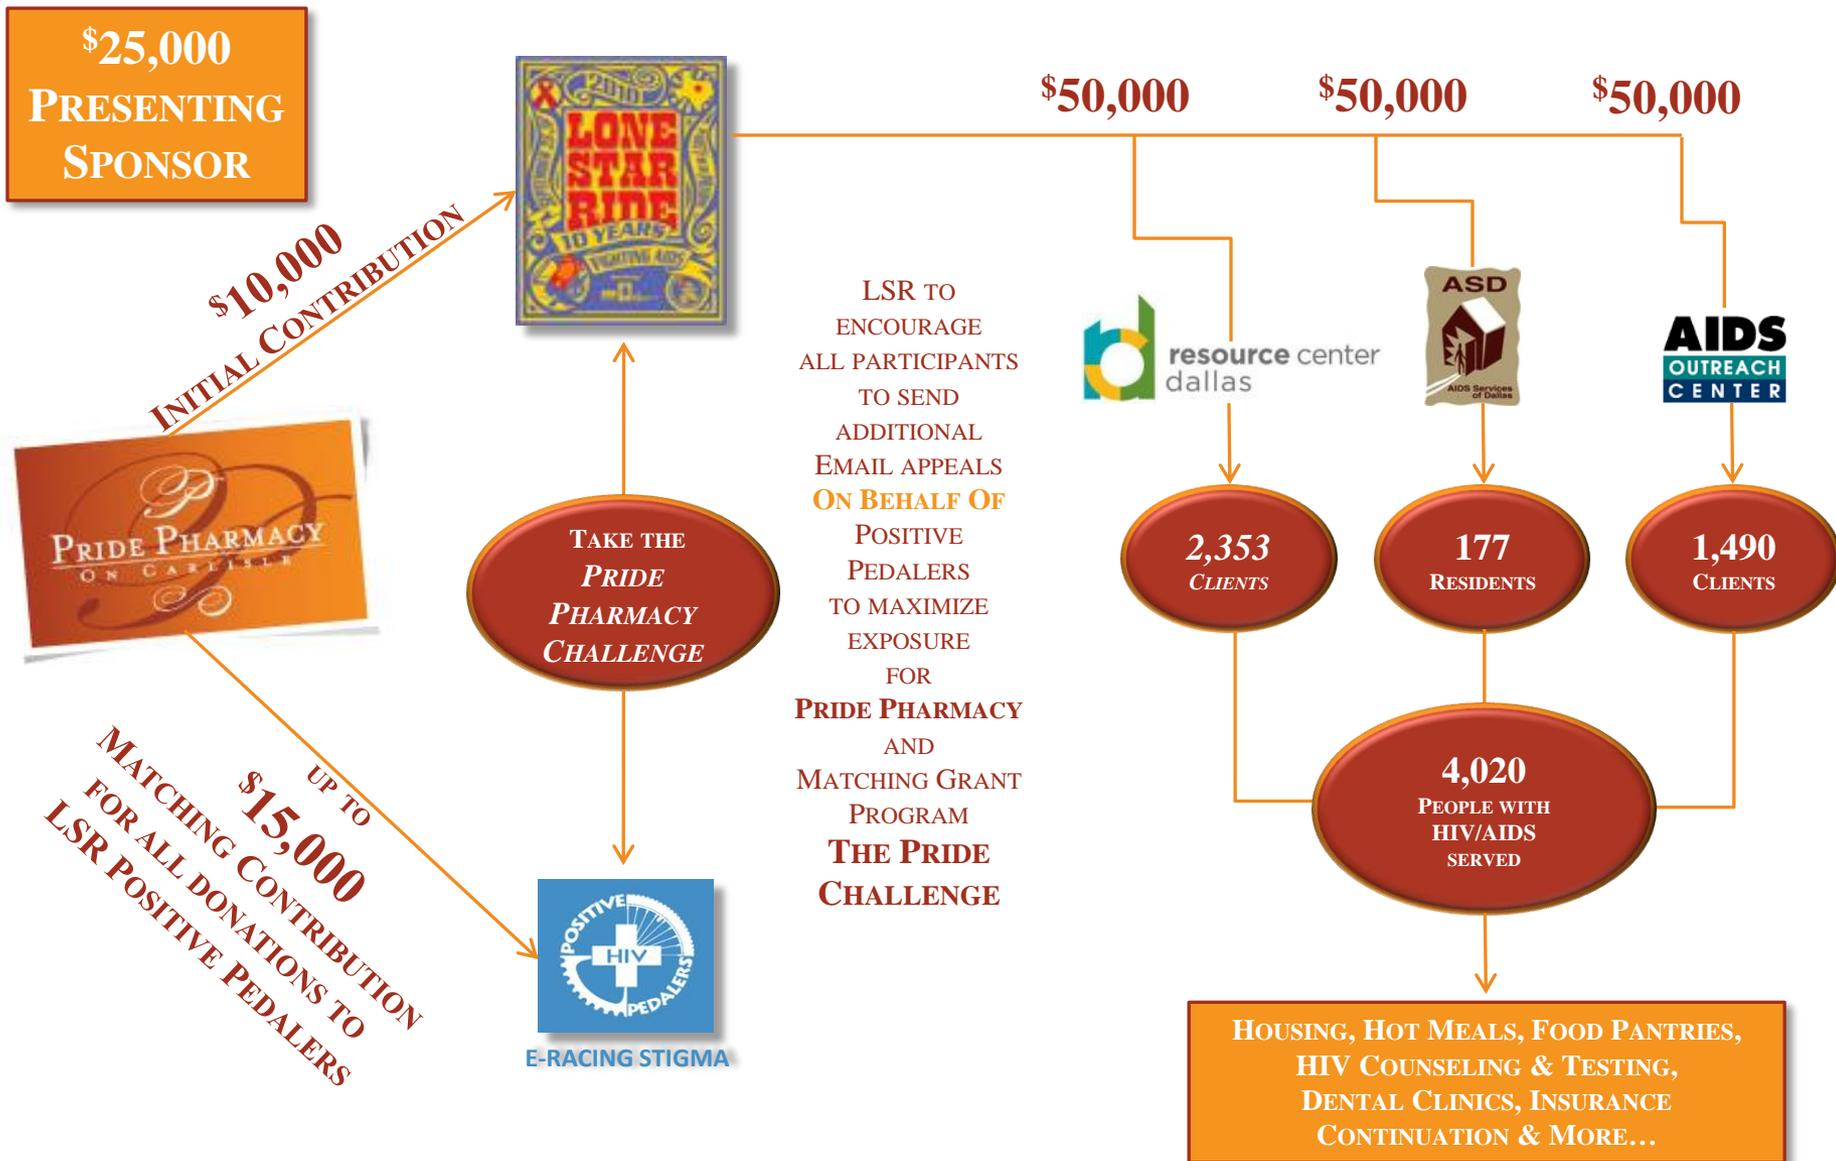 $25,000
PRESENTING
SPONSOR
$10,000
INITIAL CONTRIBUTION
2010
LONE
STAR
RIDE
10 YEARS
FIGHTING AIDS
PRIDE PHARMACY
ON CARLISLE
UP TO
$15,000
MATCHING CONTRIBUTION
FOR ALL DONATIONS TO
LSR POSITIVE PEDALERS
TAKE THE
PRIDE
PHARMACY
CHALLENGE
POSITIVE
HIV
PEDALERS
E-RACING STIGMA
LSR TO
ENCOURAGE
ALL PARTICIPANTS
TO SEND
ADDITIONAL
EMAIL APPEALS
ON BEHALF OF
POSITIVE
PEDALERS
TO MAXIMIZE
EXPOSURE
FOR
PRIDE PHARMACY
AND
MATCHING GRANT
PROGRAM
THE PRIDE
CHALLENGE
$50,000
$50,000
$50,000
rd
resource center
dallas
ASD
AIDS Services
of Dallas
AIDS
OUTREACH
CENTER
2,353
CLIENTS
177
RESIDENTS
1,490
CLIENTS
4,020
PEOPLE WITH
HIV/AIDS
SERVED
HOUSING, HOT MEALS, FOOD PANTRIES,
HIV COUNSELING & TESTING,
DENTAL CLINICS, INSURANCE
CONTINUATION & MORE…